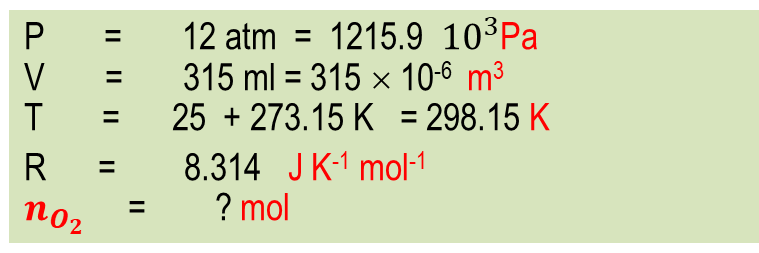 P = 12 atm = 1215.9 10³Pa
V = 315 ml = 315 × 10⁻⁶ m³
T = 25 + 273.15 K = 298.15 K
R = 8.314 J K⁻¹ mol⁻¹
n_O₂ = ? mol